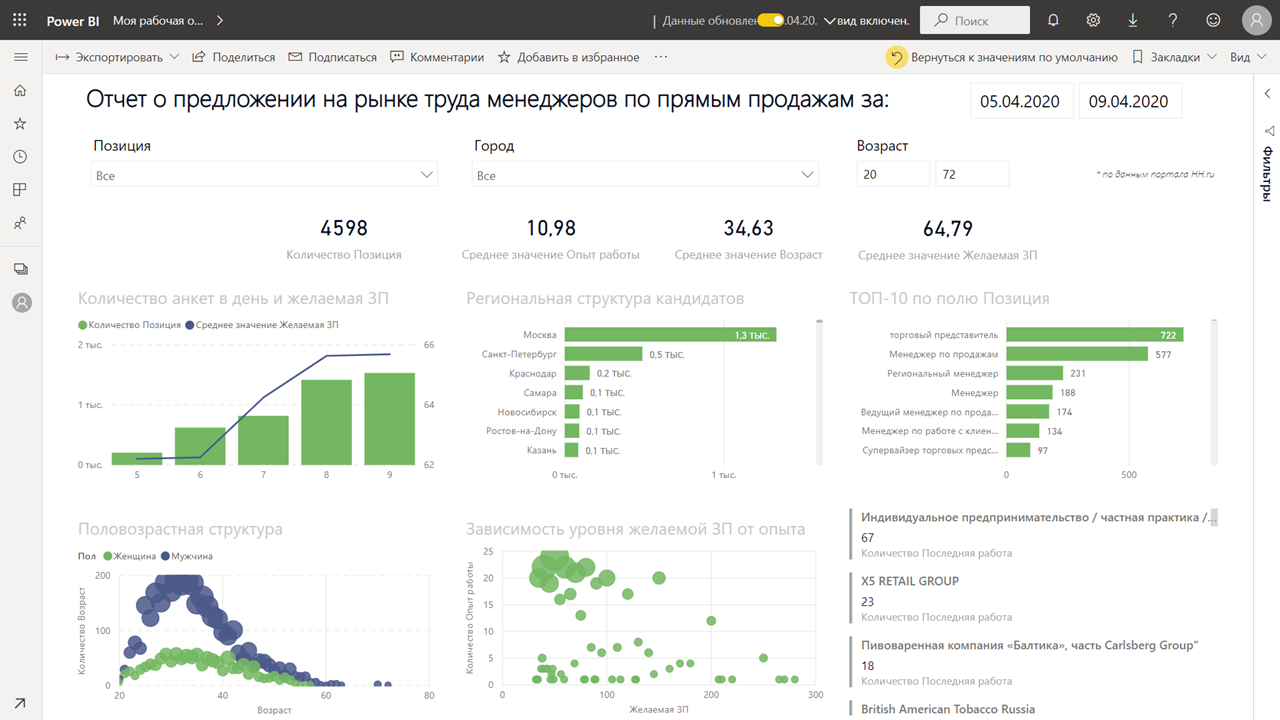 Power BI Моя рабочая о... Данные обновлен .04.20. вид включен. Поиск
Экспортировать Поделиться Подписаться Комментарии Добавить в избранное ... Вернуться к значениям по умолчанию Закладки Вид
Отчет о предложении на рынке труда менеджеров по прямым продажам за: 05.04.2020 09.04.2020
Фильтры
Позиция Город Возраст
Все Все 20 72
* по данным портала HH.ru
4598 10,98 34,63 64,79
Количество Позиция Среднее значение Опыт работы Среднее значение Возраст Среднее значение Желаемая ЗП
Количество анкет в день и желаемая ЗП
Количество Позиция Среднее значение Желаемая ЗП
2 тыс. 66
1 тыс. 64
0 тыс. 62
5 6 7 8 9
Региональная структура кандидатов
Москва 1,3 тыс.
Санкт-Петербург 0,5 тыс.
Краснодар 0,2 тыс.
Самара 0,1 тыс.
Новосибирск 0,1 тыс.
Ростов-на-Дону 0,1 тыс.
Казань 0,1 тыс.
0 тыс. 1 тыс.
ТОП-10 по полю Позиция
торговый представитель 722
Менеджер по продажам 577
Региональный менеджер 231
Менеджер 188
Ведущий менеджер по прода... 174
Менеджер по работе с клиен... 134
Супервайзер торговых предс... 97
0 500
Половозрастная структура
Пол Женщина Мужчина
Количество Возраст
200
100
0
20 40 60 80
Возраст
Зависимость уровня желаемой ЗП от опыта
Количество Опыт работы
25
20
15
10
5
0
0 100 200 300
Желаемая ЗП
Индивидуальное предпринимательство / частная практика /...
67
Количество Последняя работа
X5 RETAIL GROUP
23
Количество Последняя работа
Пивоваренная компания «Балтика», часть Carlsberg Group"
18
Количество Последняя работа
British American Tobacco Russia